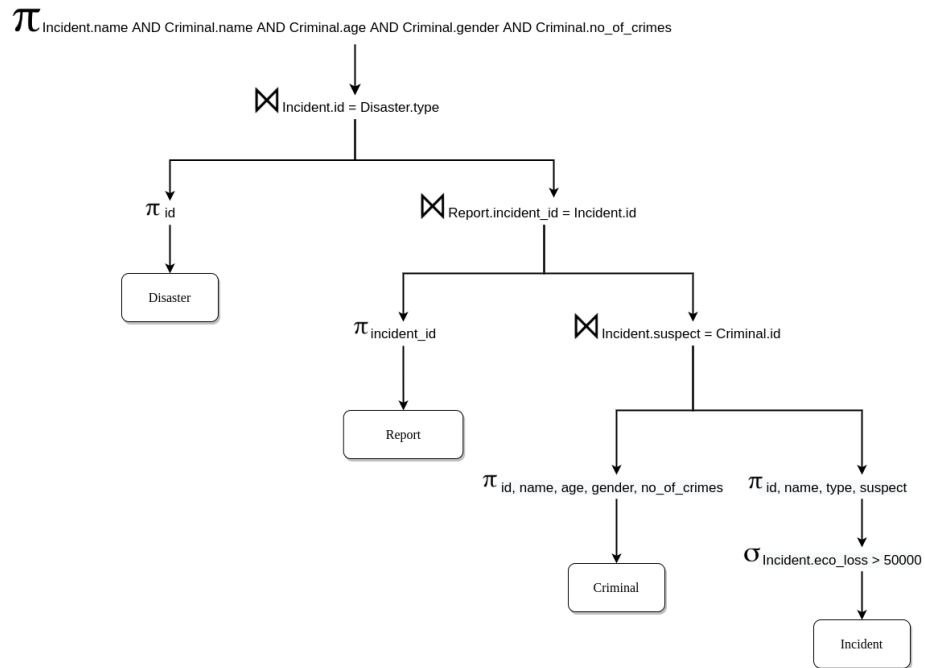 π Incident.name AND Criminal.name AND Criminal.age AND Criminal.gender AND Criminal.no_of_crimes
⋈ Incident.id = Disaster.type
π id
⋈ Report.incident_id = Incident.id
Disaster
π incident_id
⋈ Incident.suspect = Criminal.id
Report
π id, name, age, gender, no_of_crimes
π id, name, type, suspect
σ Incident.eco_loss > 50000
Criminal
Incident